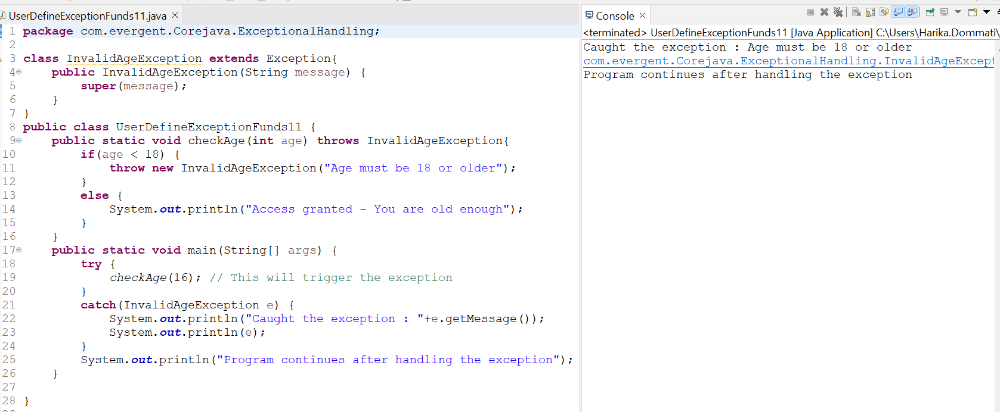 UserDefineExceptionFunds11.java
1 package com.evergent.Corejava.ExceptionalHandling;
2
3 class InvalidAgeException extends Exception{
4 public InvalidAgeException(String message) {
5 super(message);
6 }
7 }
8 public class UserDefineExceptionFunds11 {
9 public static void checkAge(int age) throws InvalidAgeException{
10 if(age < 18) {
11 throw new InvalidAgeException("Age must be 18 or older");
12 }
13 else {
14 System.out.println("Access granted - You are old enough");
15 }
16 }
17 public static void main(String[] args) {
18 try {
19 checkAge(16); // This will trigger the exception
20 }
21 catch(InvalidAgeException e) {
22 System.out.println("Caught the exception : "+e.getMessage());
23 System.out.println(e);
24 }
25 System.out.println("Program continues after handling the exception");
26 }
27
28 }
Console
<terminated> UserDefineExceptionFunds11 [Java Application] C:\Users\Harika.Dommati\
Caught the exception : Age must be 18 or older
com.evergent.Corejava.ExceptionalHandling.InvalidAgeExcept
Program continues after handling the exception